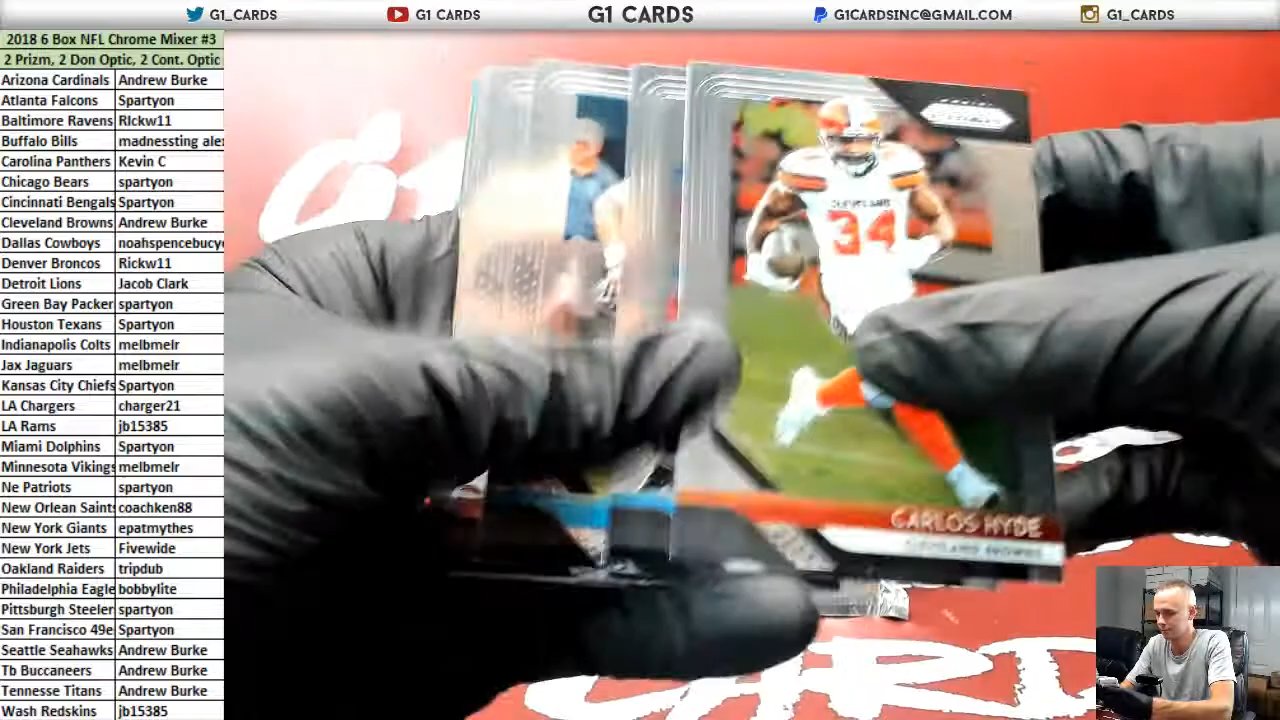 G1_CARDS
G1 CARDS
G1 CARDS
G1CARDSINC@GMAIL.COM
G1_CARDS
2018 6 Box NFL Chrome Mixer #3
2 Prizm, 2 Don Optic, 2 Cont. Optic
Arizona Cardinals Andrew Burke
Atlanta Falcons Spartyon
Baltimore Ravens RIckw11
Buffalo Bills madnessting ale
Carolina Panthers Kevin C
Chicago Bears spartyon
Cincinnati Bengals Spartyon
Cleveland Browns Andrew Burke
Dallas Cowboys noahspencebucy
Denver Broncos Rickw11
Detroit Lions Jacob Clark
Green Bay Packer spartyon
Houston Texans Spartyon
Indianapolis Colts melbmelr
Jax Jaguars melbmelr
Kansas City Chiefs Spartyon
LA Chargers charger21
LA Rams jb15385
Miami Dolphins Spartyon
Minnesota Vikings melbmelr
Ne Patriots spartyon
New Orlean Saint coachken88
New York Giants epatmythes
New York Jets Fivewide
Oakland Raiders tripdub
Philadelphia Eagle bobbylite
Pittsburgh Steeler spartyon
San Francisco 49e Spartyon
Seattle Seahawks Andrew Burke
Tb Buccaneers Andrew Burke
Tennesse Titans Andrew Burke
Wash Redskins jb15385
CLEVELAND
34
CARLOS HYDE
CLEVELAND BROWNS